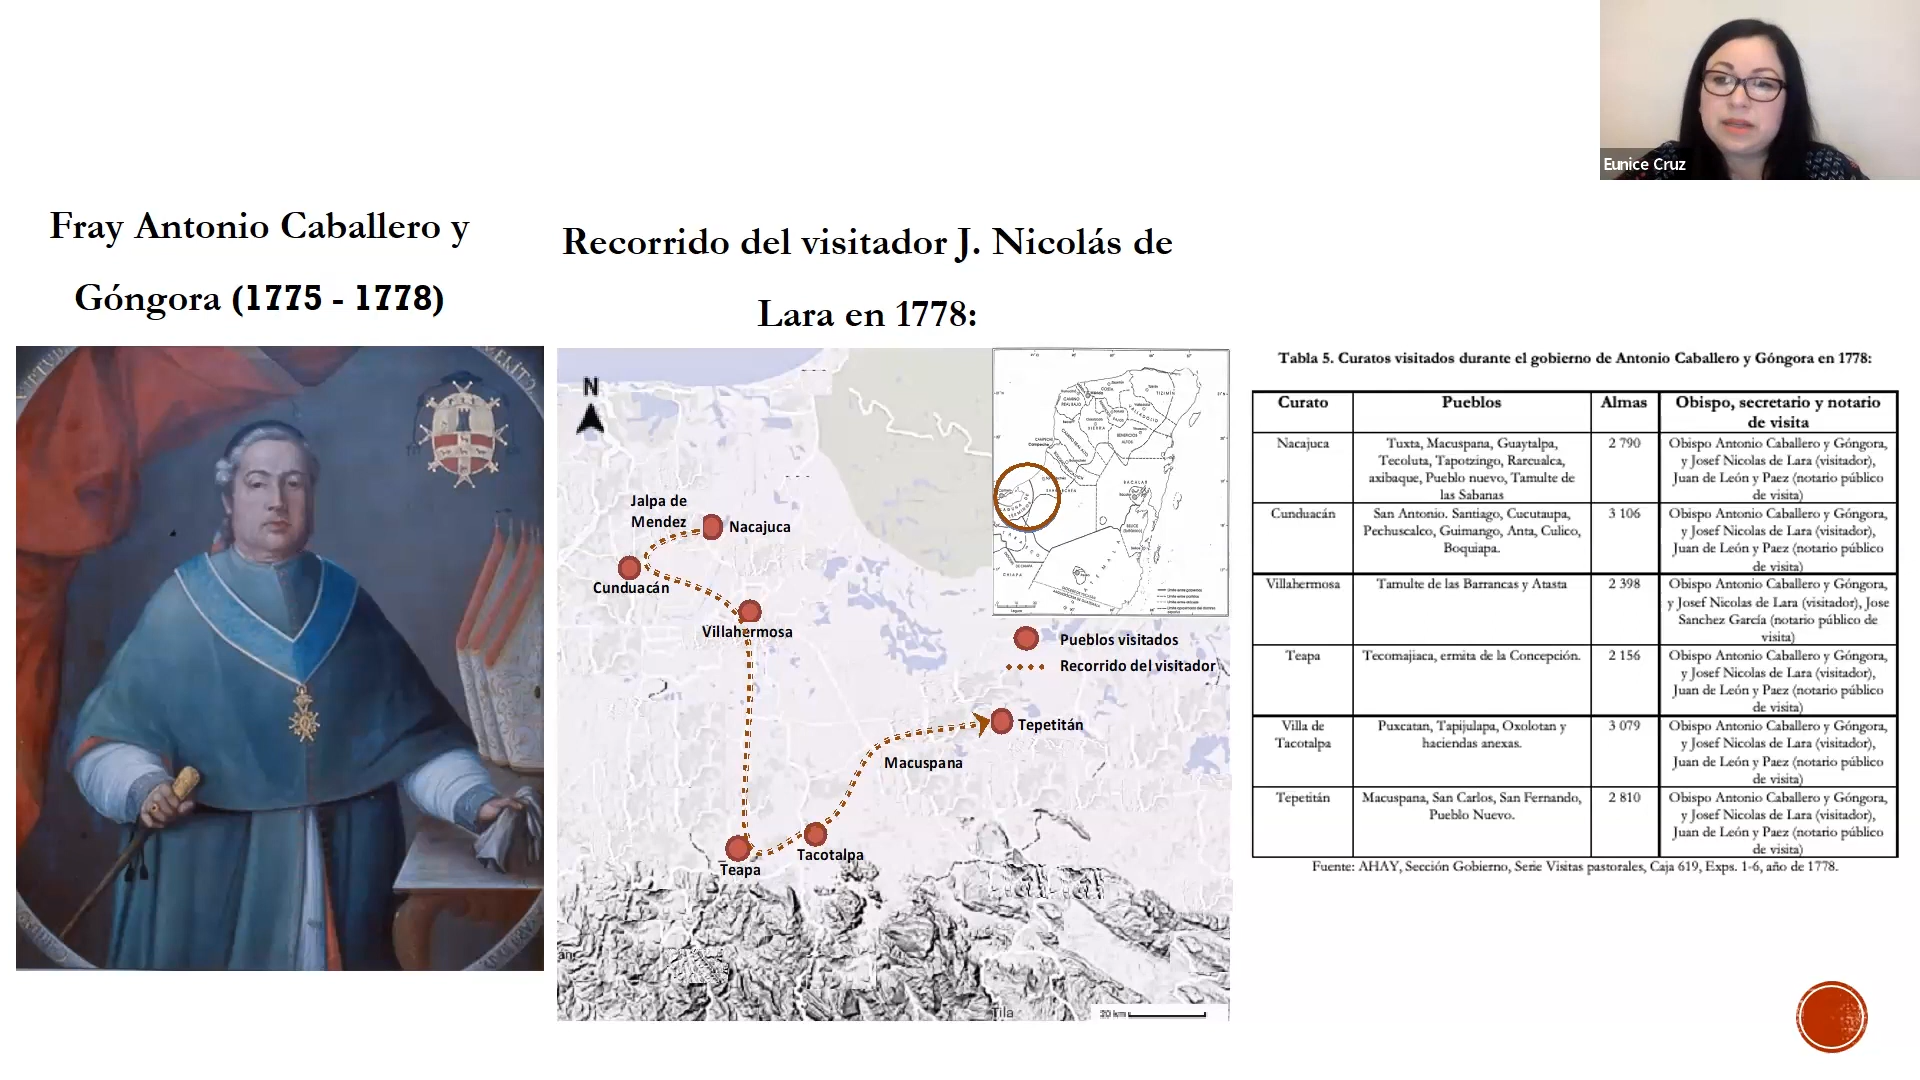 Eunice Cruz
Fray Antonio Caballero y
Góngora (1775 - 1778)
Recorrido del visitador J. Nicolás de
Lara en 1778:
N
Jalpa de
Mendez
Nacajuca
Cunduacán
Villahermosa
Pueblos visitados
Recorrido del visitador
Tepetitán
Macuspana
Tacotalpa
Teapa
Tila
20 km
Tabla 5. Curatos visitados durante el gobierno de Antonio Caballero y Góngora en 1778:
Curato Pueblos Almas Obispo, secretario y notario
de visita
Nacajuca Tuxta, Macuspana, Guaytalpa, 2 790 Obispo Antonio Caballero y Góngora,
Tecoluta, Tapotzingo, Rarcualca, y Josef Nicolas de Lara (visitador),
axibaque, Pueblo nuevo, Tamulte de Juan de León y Paez (notario público
las Sabanas de visita)
Cunduacán San Antonio. Santiago, Cucutaupa, 3 106 Obispo Antonio Caballero y Góngora,
Pechuscalco, Guimango, Anta, Culico, y Josef Nicolas de Lara (visitador),
Boquiapa. Juan de León y Paez (notario público
de visita)
Villahermosa Tamulte de las Barrancas y Atasta 2 398 Obispo Antonio Caballero y Góngora,
y Josef Nicolas de Lara (visitador), Jose
Sanchez García (notario público de
visita)
Teapa Tecomajiaca, ermita de la Concepción. 2 156 Obispo Antonio Caballero y Góngora,
y Josef Nicolas de Lara (visitador),
Juan de León y Paez (notario público
de visita)
Villa de Puxcatan, Tapijulapa, Oxolotan y 3 079 Obispo Antonio Caballero y Góngora,
Tacotalpa haciendas anexas. y Josef Nicolas de Lara (visitador),
Juan de León y Paez (notario público
de visita)
Tepetitán Macuspana, San Carlos, San Fernando, 2 810 Obispo Antonio Caballero y Góngora,
Pueblo Nuevo. y Josef Nicolas de Lara (visitador),
Juan de León y Paez (notario público
de visita)
Fuente: AHAY, Sección Gobierno, Serie Visitas pastorales, Caja 619, Exps. 1-6, año de 1778.